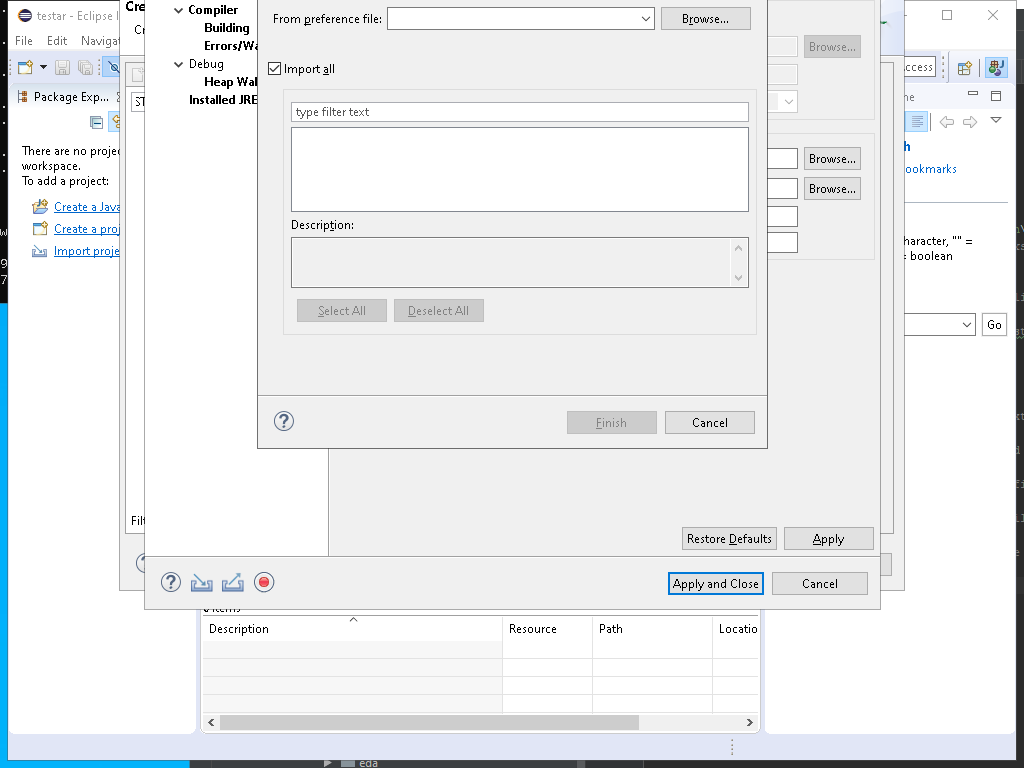 testar - Eclipse I
File Edit Navigat
Package Exp...
There are no projec
workspace.
To add a project:
Create a Java
Create a proj
Import proje
Cre
Cr
Filt
Compiler
Building
Errors/Wa
Debug
Heap Wal
Installed JRE
From preference file:
Browse...
Import all
type filter text
Description:
Select All
Deselect All
Finish
Cancel
Browse...
Browse...
Browse...
Restore Defaults
Apply
Apply and Close
Cancel
ccess
ne
h
ookmarks
haracter, "" =
= boolean
Go
Description
Resource
Path
Locatio
eda